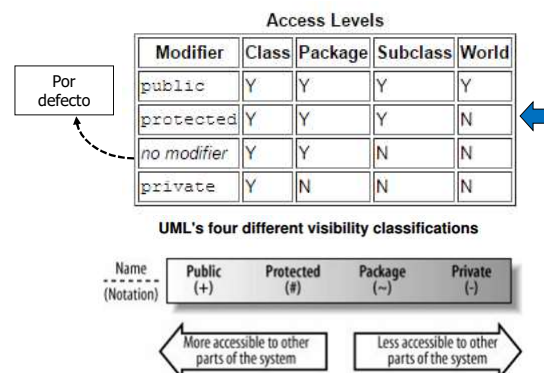 Access Levels
Modifier Class Package Subclass World
Por
defecto
public Y Y Y Y
protected Y Y Y N
no modifier Y Y N N
private Y N N N
UML's four different visibility classifications
Name Public Protected Package Private
(Notation) (+) (#) (~) (-)
More accessible to other
parts of the system
Less accessible to other
parts of the system